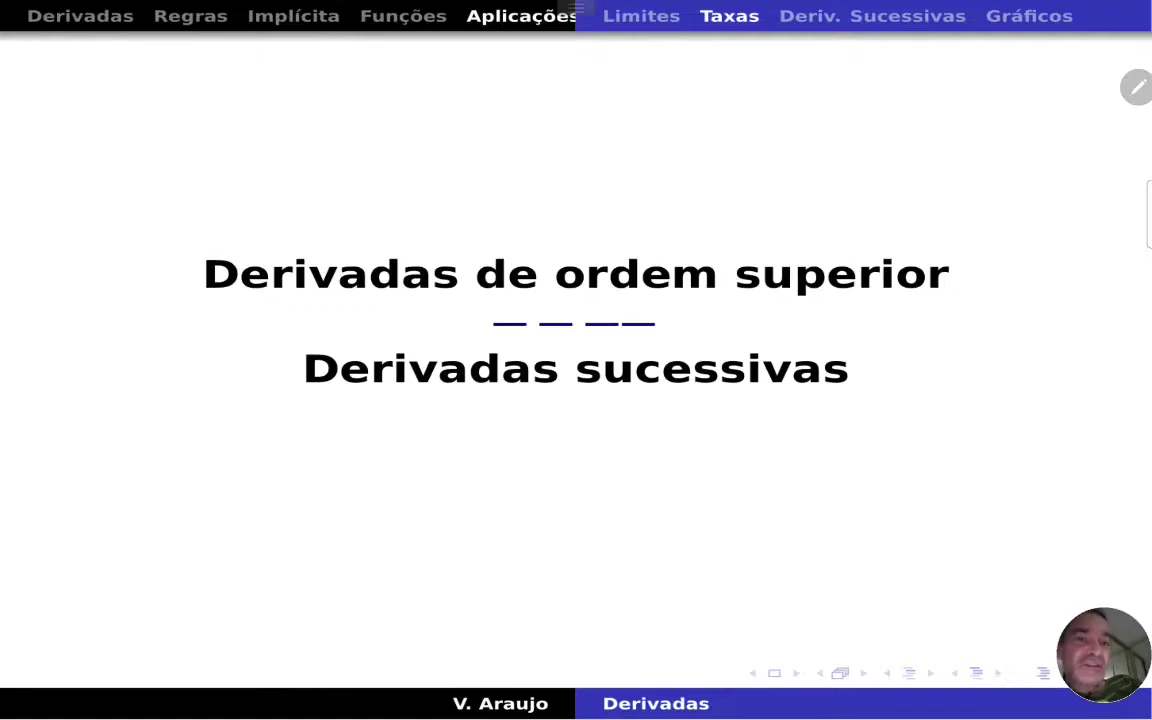 Derivadas Regras Implícita Funções Aplicações Limites Taxas Deriv. Sucessivas Gráficos
Derivadas de ordem superior
Derivadas sucessivas
V. Araujo Derivadas